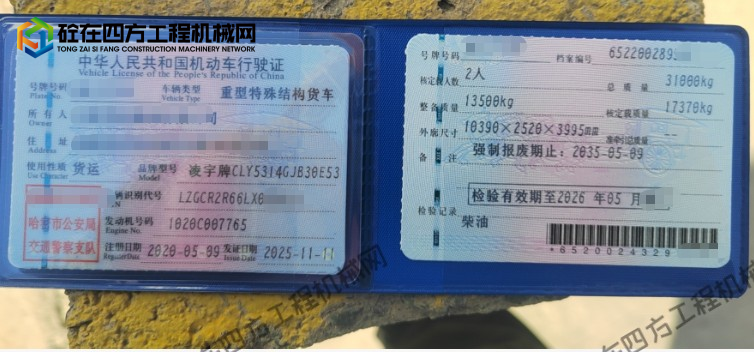 砼在四方工程机械网
TONG ZAI SI FANG CONSTRUCTION MACHINERY NETWORK
中华人民共和国机动车行驶证
Vehicle License of the People's Republic of China
号牌号码 车辆类型 重型特殊结构货车
Plate No. Vehicle Type
所有人 司
Owner
住址
Address
使用性质 货运 品牌型号 凌宇牌CLY5314GJB30E53
Use Character Model
哈密市公安局
交通警察支队
辆识别代号 LZGCR2R66LX
发动机号码 1020C007765
Engine No.
注册日期 2020-05-09 发证日期 2025-11-1
Register Date Issue Date
号牌号码 档案编号 652200289
核定载人数 2人 总质量 31000kg
整备质量 13500kg 核定载质量 17370kg
外廓尺寸 10390×2520×3995mm 准牵引总质量 --
备注 强制报废期止：2035-05-09
检验有效期至2026年05月
检验记录
柴油
*6520024329
在四方工程机械网
在四方工程机械网